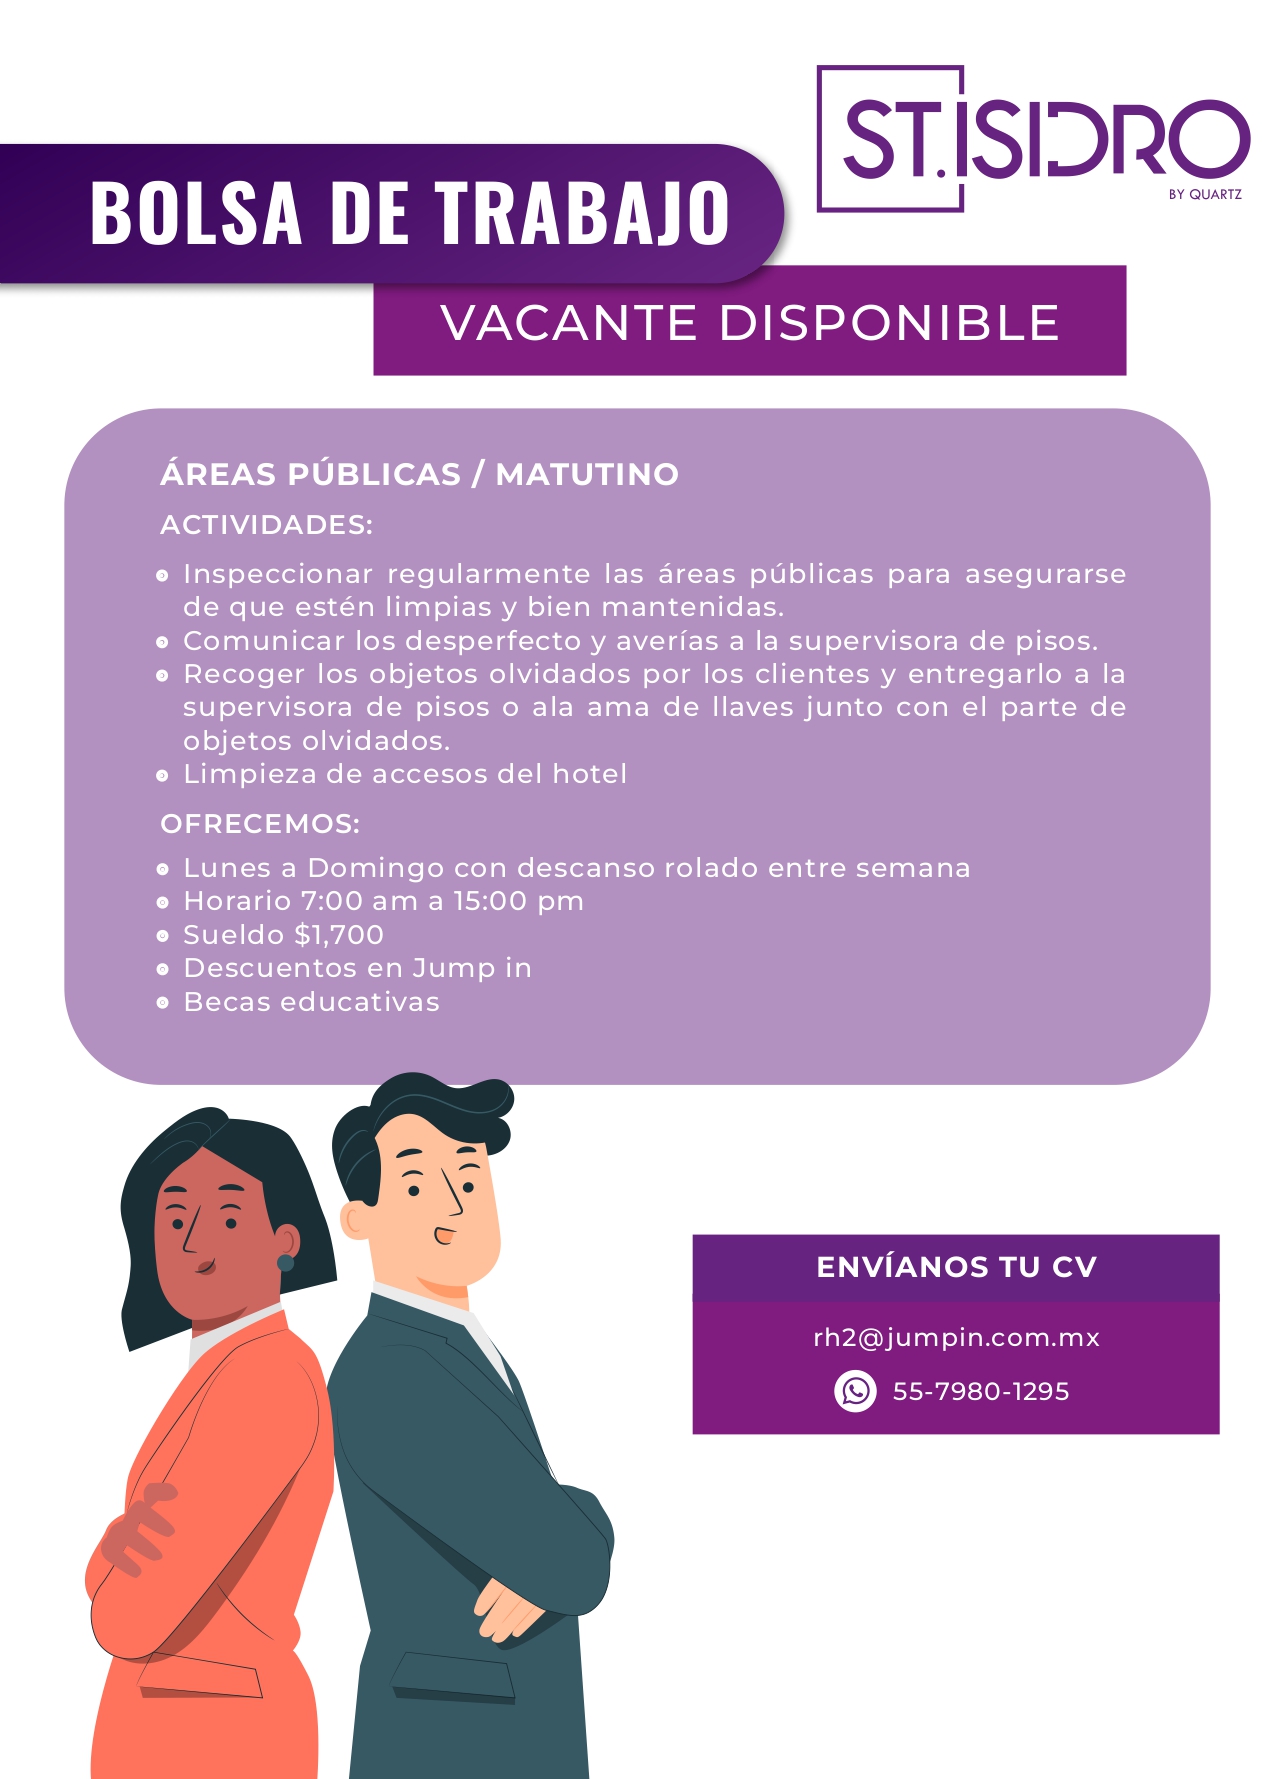 ST.ISIDRO
BY QUARTZ
BOLSA DE TRABAJO
VACANTE DISPONIBLE
ÁREAS PÚBLICAS / MATUTINO
ACTIVIDADES:
Inspeccionar regularmente las áreas públicas para asegurarse
de que estén limpias y bien mantenidas.
Comunicar los desperfecto y averías a la supervisora de pisos.
Recoger los objetos olvidados por los clientes y entregarlo a la
supervisora de pisos o ala ama de llaves junto con el parte de
objetos olvidados.
Limpieza de accesos del hotel
OFRECEMOS:
Lunes a Domingo con descanso rolado entre semana
Horario 7:00 am a 15:00 pm
Sueldo $1,700
Descuentos en Jump in
Becas educativas
ENVÍANOS TU CV
rh2@jumpin.com.mx
55-7980-1295